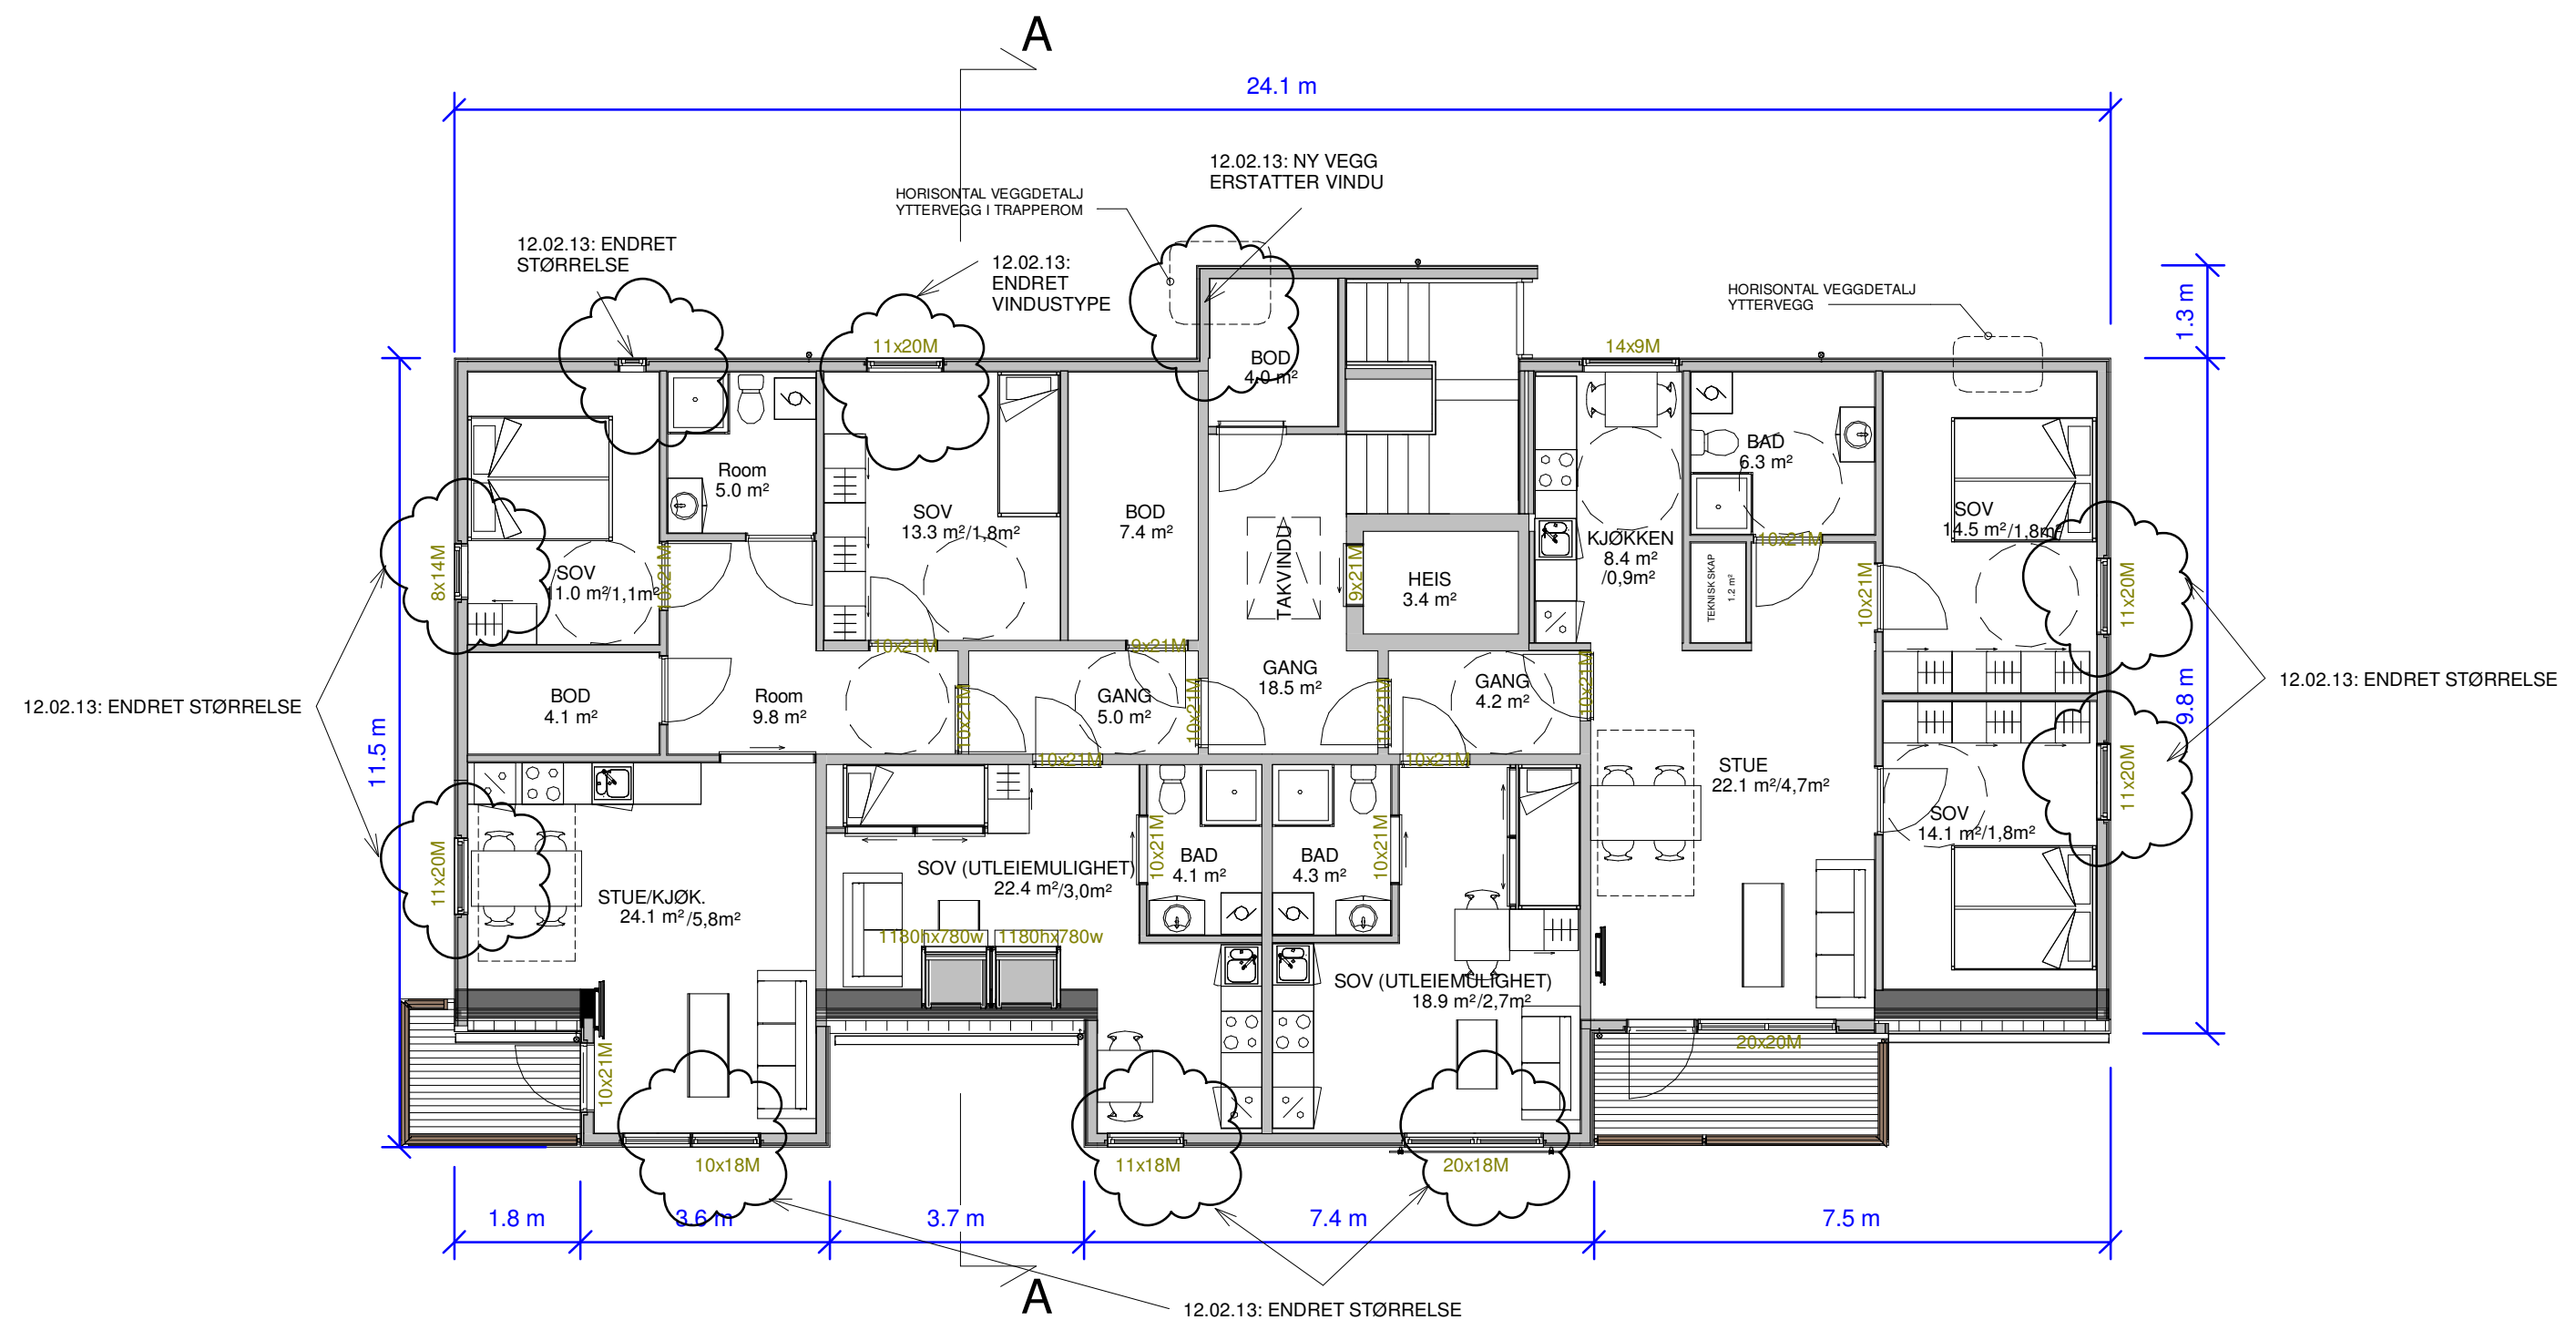 A
24.1 m
12.02.13: NY VEGG
ERSTATTER VINDU
HORISONTAL VEGGDETALJ
YTTERVEGG I TRAPPEROM
12.02.13: ENDRET
STØRRELSE
12.02.13:
ENDRET
VINDUSTYPE
HORISONTAL VEGGDETALJ
YTTERVEGG
1.3 m
11x20M
14x9M
BOD
4.0 m²
Room
5.0 m²
SOV
13.3 m²/1,8m²
BOD
7.4 m²
TAKVINDU
9x21M
HEIS
3.4 m²
KJØKKEN
8.4 m²
/0,9m²
BAD
6.3 m²
10x21M
TEKNISK SKAP
1.2 m²
10x21M
SOV
14.5 m²/1,8m²
11x20M
8x14M
SOV
11.0 m²/1,1m²
10x21M
10x21M
9x21M
12.02.13: ENDRET STØRRELSE
11.5 m
BOD
4.1 m²
Room
9.8 m²
10x21M
GANG
5.0 m²
10x21M
GANG
18.5 m²
10x21M
GANG
4.2 m²
10x21M
9.8 m
12.02.13: ENDRET STØRRELSE
10x21M
10x21M
STUE
22.1 m²/4,7m²
11x20M
SOV
14.1 m²/1,8m²
11x20M
STUE/KJØK.
24.1 m²/5,8m²
SOV (UTLEIEMULIGHET)
22.4 m²/3,0m²
1180hx780w
1180hx780w
10x21M
BAD
4.1 m²
BAD
4.3 m²
10x21M
SOV (UTLEIEMULIGHET)
18.9 m²/2,7m²
20x20M
10x21M
10x18M
11x18M
20x18M
1.8 m
3.6 m
3.7 m
7.4 m
7.5 m
A
12.02.13: ENDRET STØRRELSE